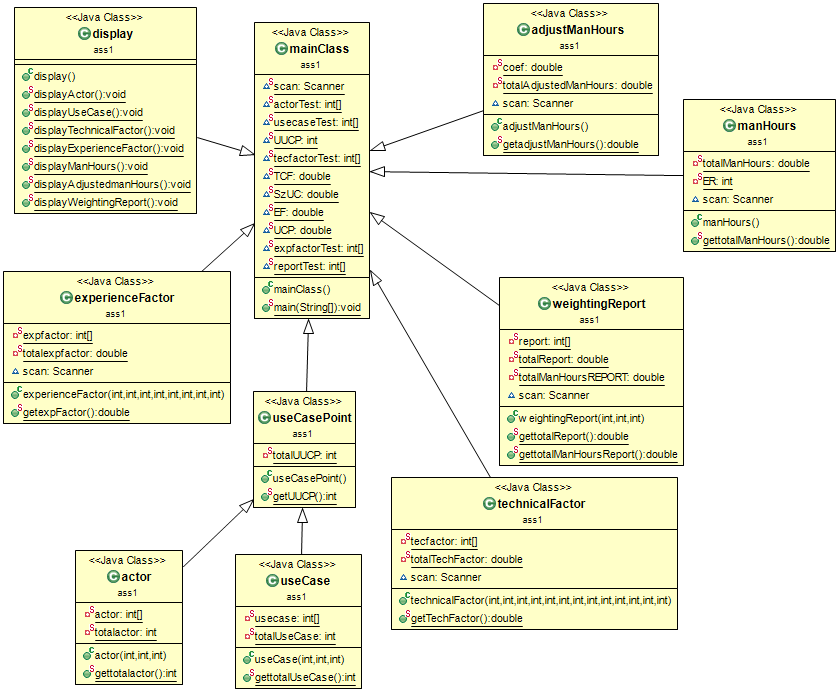 <<Java Class>>
display
ass1
display()
displayActor():void
displayUseCase():void
displayTechnicalFactor():void
displayExperienceFactor():void
displayManHours():void
displayAdjustedmanHours():void
displayWeightingReport():void
<<Java Class>>
mainClass
ass1
scan: Scanner
actorTest: int[]
usecaseTest: int[]
UUCP: int
tecfactorTest: int[]
TCF: double
SzUC: double
EF: double
UCP: double
expfactorTest: int[]
reportTest: int[]
mainClass()
main(String[]):void
<<Java Class>>
adjustManHours
ass1
coef: double
totalAdjustedManHours: double
scan: Scanner
adjustManHours()
getadjustManHours():double
<<Java Class>>
manHours
ass1
totalManHours: double
ER: int
scan: Scanner
manHours()
gettotalManHours():double
<<Java Class>>
experienceFactor
ass1
expfactor: int[]
totalexpfactor: double
scan: Scanner
experienceFactor(int,int,int,int,int,int,int,int)
getexpFactor():double
<<Java Class>>
weightingReport
ass1
report: int[]
totalReport: double
totalManHoursREPORT: double
scan: Scanner
weightingReport(int,int,int)
gettotalReport():double
gettotalManHoursReport():double
<<Java Class>>
useCasePoint
ass1
totalUUCP: int
useCasePoint()
getUUCP():int
<<Java Class>>
technicalFactor
ass1
tecfactor: int[]
totalTechFactor: double
scan: Scanner
technicalFactor(int,int,int,int,int,int,int,int,int,int,int,int,int)
getTechFactor():double
<<Java Class>>
actor
ass1
actor: int[]
totalactor: int
actor(int,int,int)
gettotalactor():int
<<Java Class>>
useCase
ass1
usecase: int[]
totalUseCase: int
useCase(int,int,int)
gettotalUseCase():int